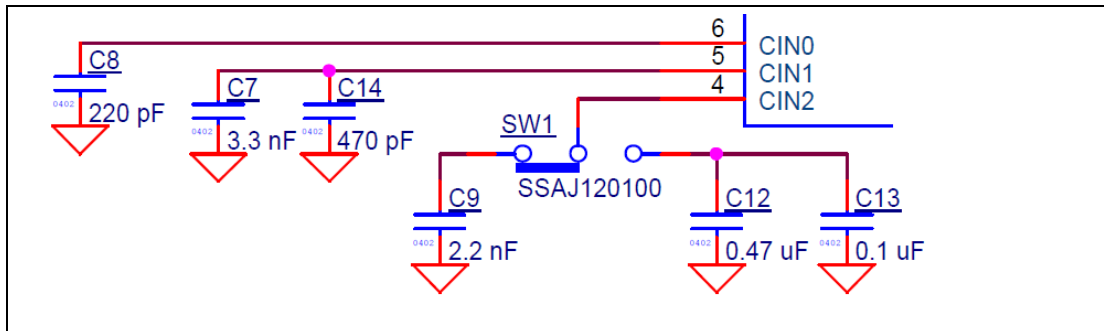 6
CIN0
C8
5
C7
C14
CIN1
0402
4
220 pF
0402
0402
CIN2
3.3 nF
470 pF
SW1
SSAJ120100
C9
C12
C13
0402
0402
0402
2.2 nF
0.47 uF
0.1 uF